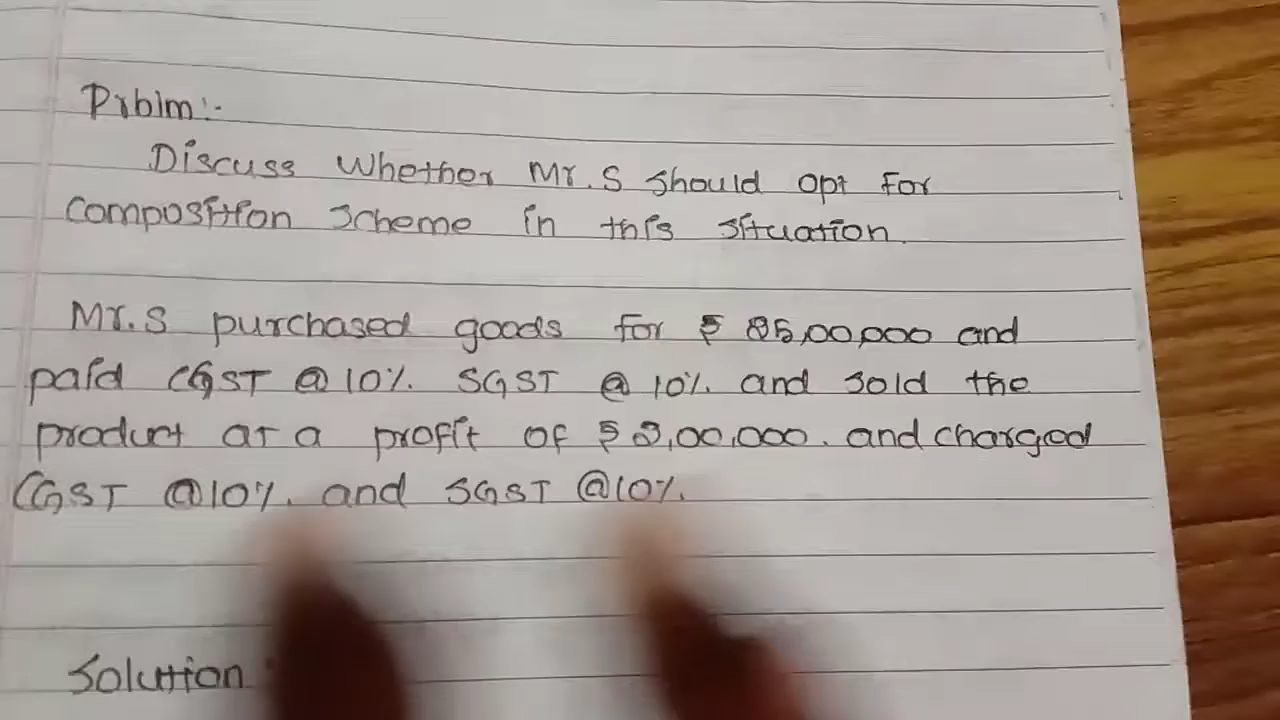 Prblm:-
Discuss Whether Mr.S should opt For
Composition Scheme in this situation.
Mr.S purchased goods for ₹ 85,00,000 and
paid CGST @ 10%. SGST @ 10%. and sold the
product at a profit of ₹ 3,00,000. and charged
CGST @10%. and SGST @10%.
Solution